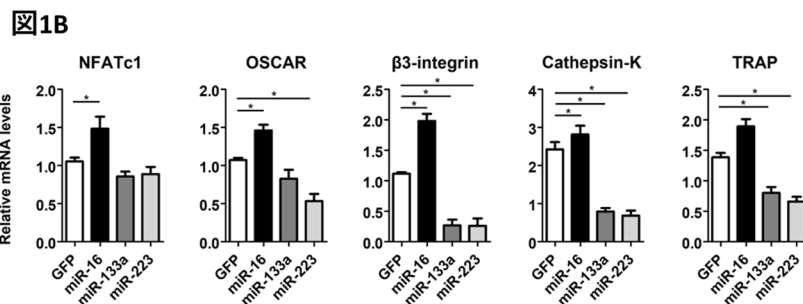 図1B
NFATc1
OSCAR
β3-integrin
Cathepsin-K
TRAP
Relative mRNA levels
2.0
1.5
1.0
0.5
0.0
*
GFP
miR-16
miR-133a
miR-223
2.0
1.5
1.0
0.5
0.0
*
*
GFP
miR-16
miR-133a
miR-223
2.5
2.0
1.5
1.0
0.5
0.0
*
*
*
GFP
miR-16
miR-133a
miR-223
4
3
2
1
0
*
*
*
GFP
miR-16
miR-133a
miR-223
2.5
2.0
1.5
1.0
0.5
0.0
*
*
GFP
miR-16
miR-133a
miR-223